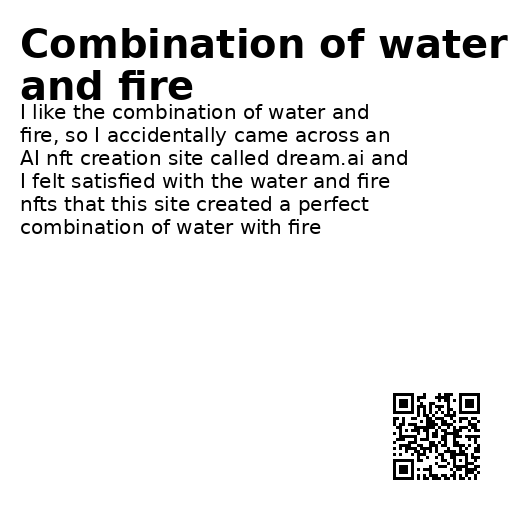 Combination of water
and fire
I like the combination of water and
fire, so I accidentally came across an
AI nft creation site called dream.ai and
I felt satisfied with the water and fire
nfts that this site created a perfect
combination of water with fire